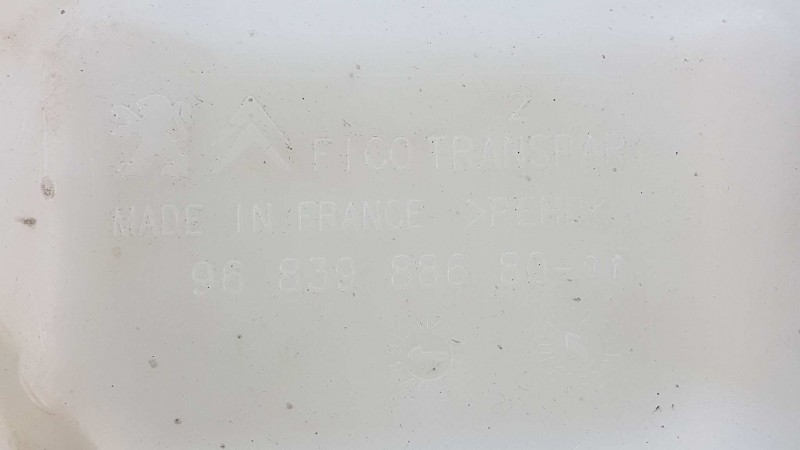 2
FICO TRANSPAR
MADE IN FRANCE >PEHD<
96 839 886 80-